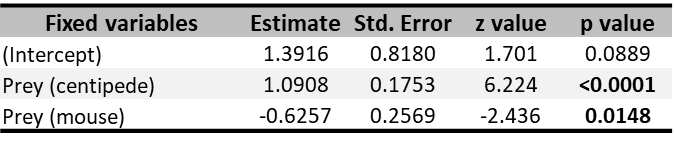 Fixed variables Estimate Std. Error z value p value
(Intercept) 1.3916 0.8180 1.701 0.0889
Prey (centipede) 1.0908 0.1753 6.224 <0.0001
Prey (mouse) -0.6257 0.2569 -2.436 0.0148